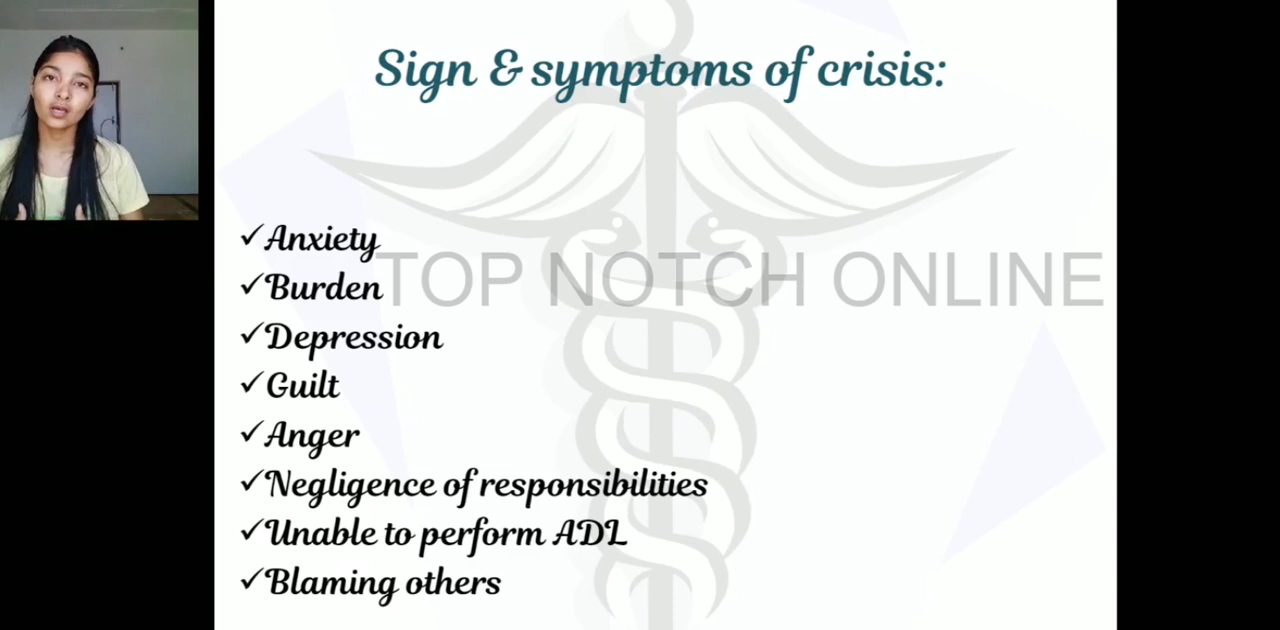 Sign & symptoms of crisis:
✓Anxiety
TOP NOTCH ONLINE
✓Burden
✓Depression
✓Guilt
✓Anger
✓Negligence of responsibilities
✓Unable to perform ADL
✓Blaming others